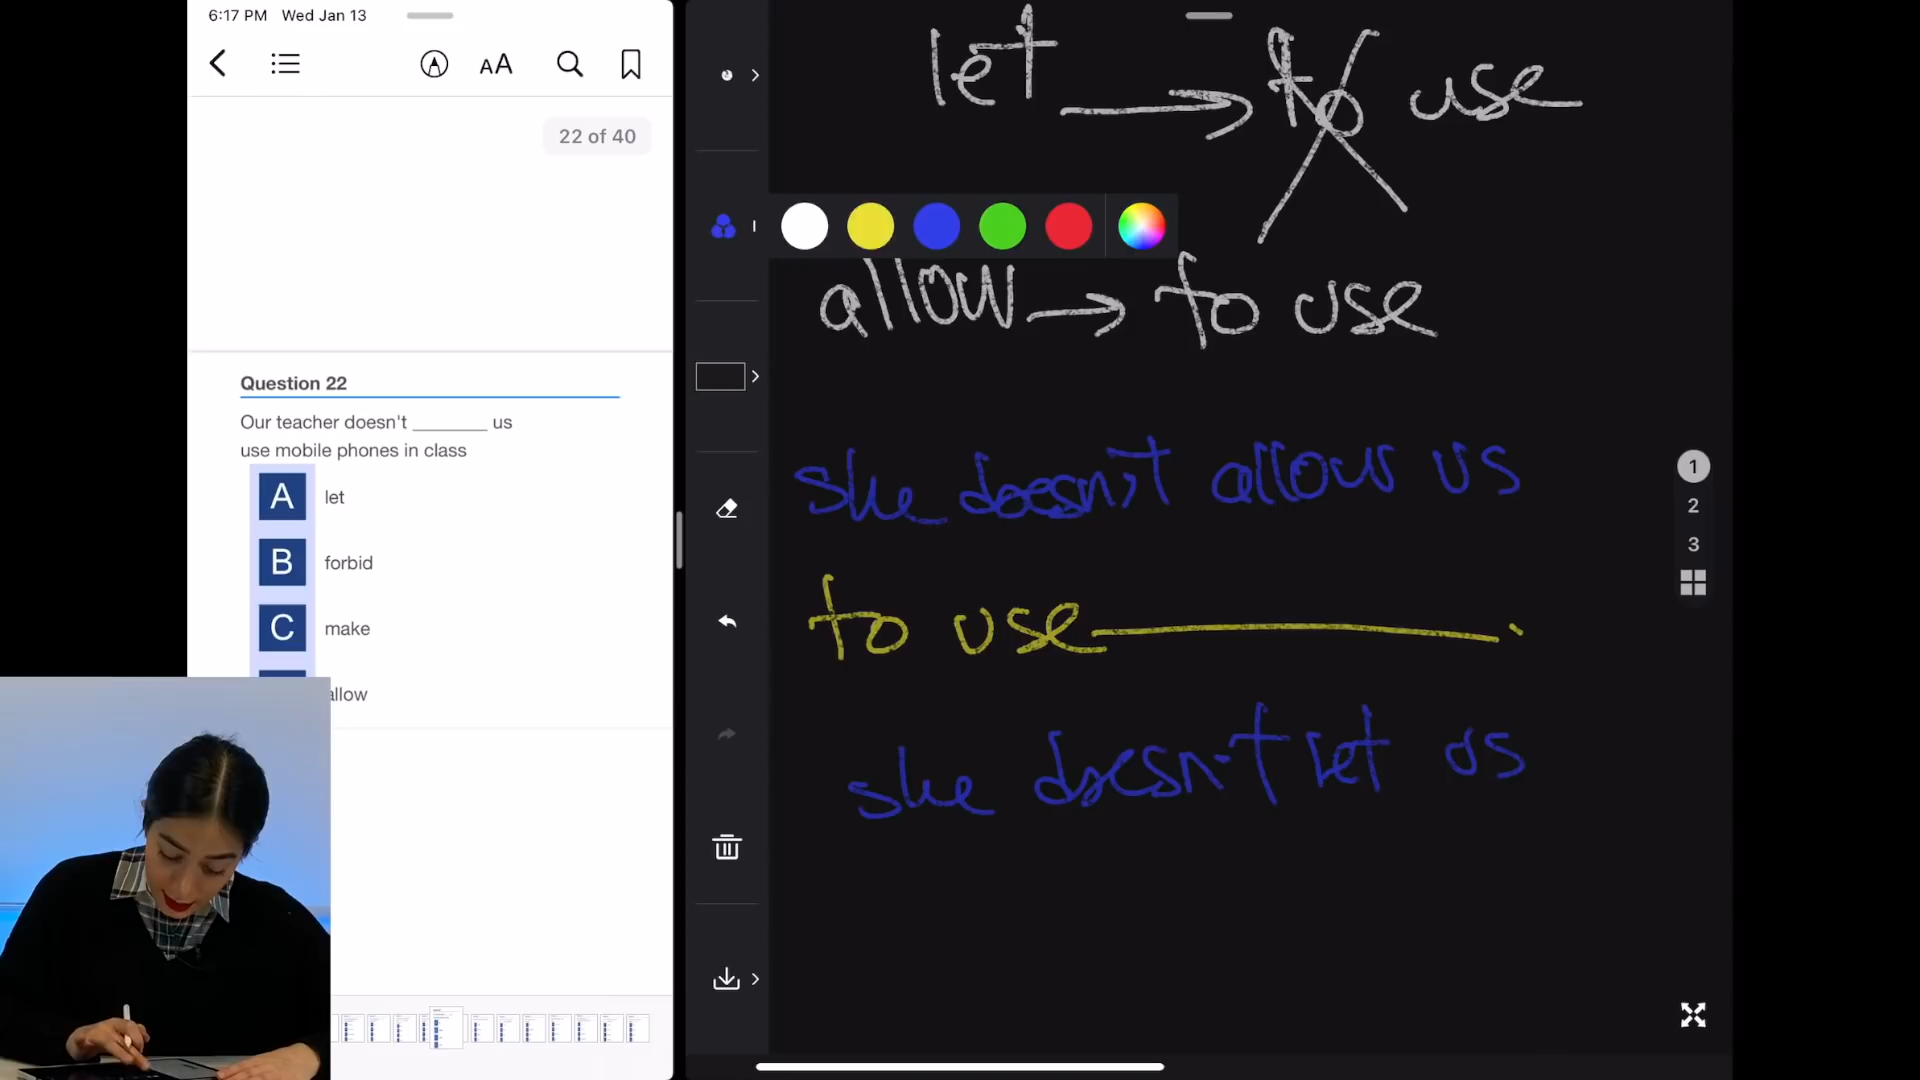 6:17 PM Wed Jan 13
AA
22 of 40
Question 22
Our teacher doesn't ________ us
use mobile phones in class
A let
B forbid
C make
allow
let → to use
allow → to use
she doesn't allow us
to use
she doesn't let us
1
2
3